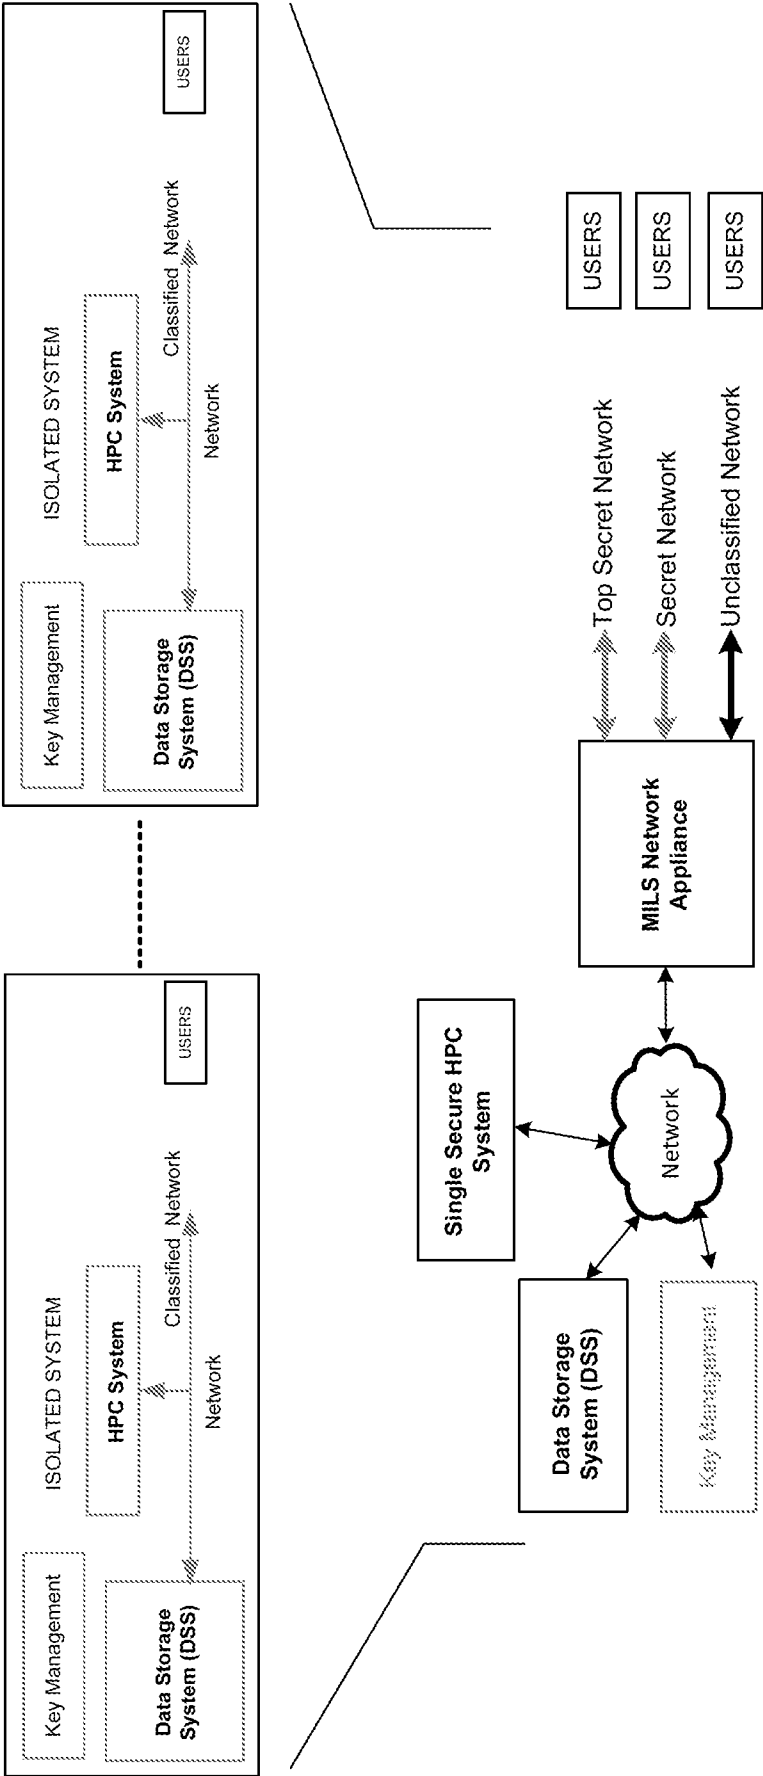 ISOLATED SYSTEM
Key Management
HPC System
Data Storage
System (DSS)
Classified Network
Network
USERS
ISOLATED SYSTEM
Key Management
HPC System
Data Storage
System (DSS)
Classified Network
Network
USERS
Single Secure HPC
System
Data Storage
System (DSS)
Key Management
Network
MILS Network
Appliance
Top Secret Network
Secret Network
Unclassified Network
USERS
USERS
USERS